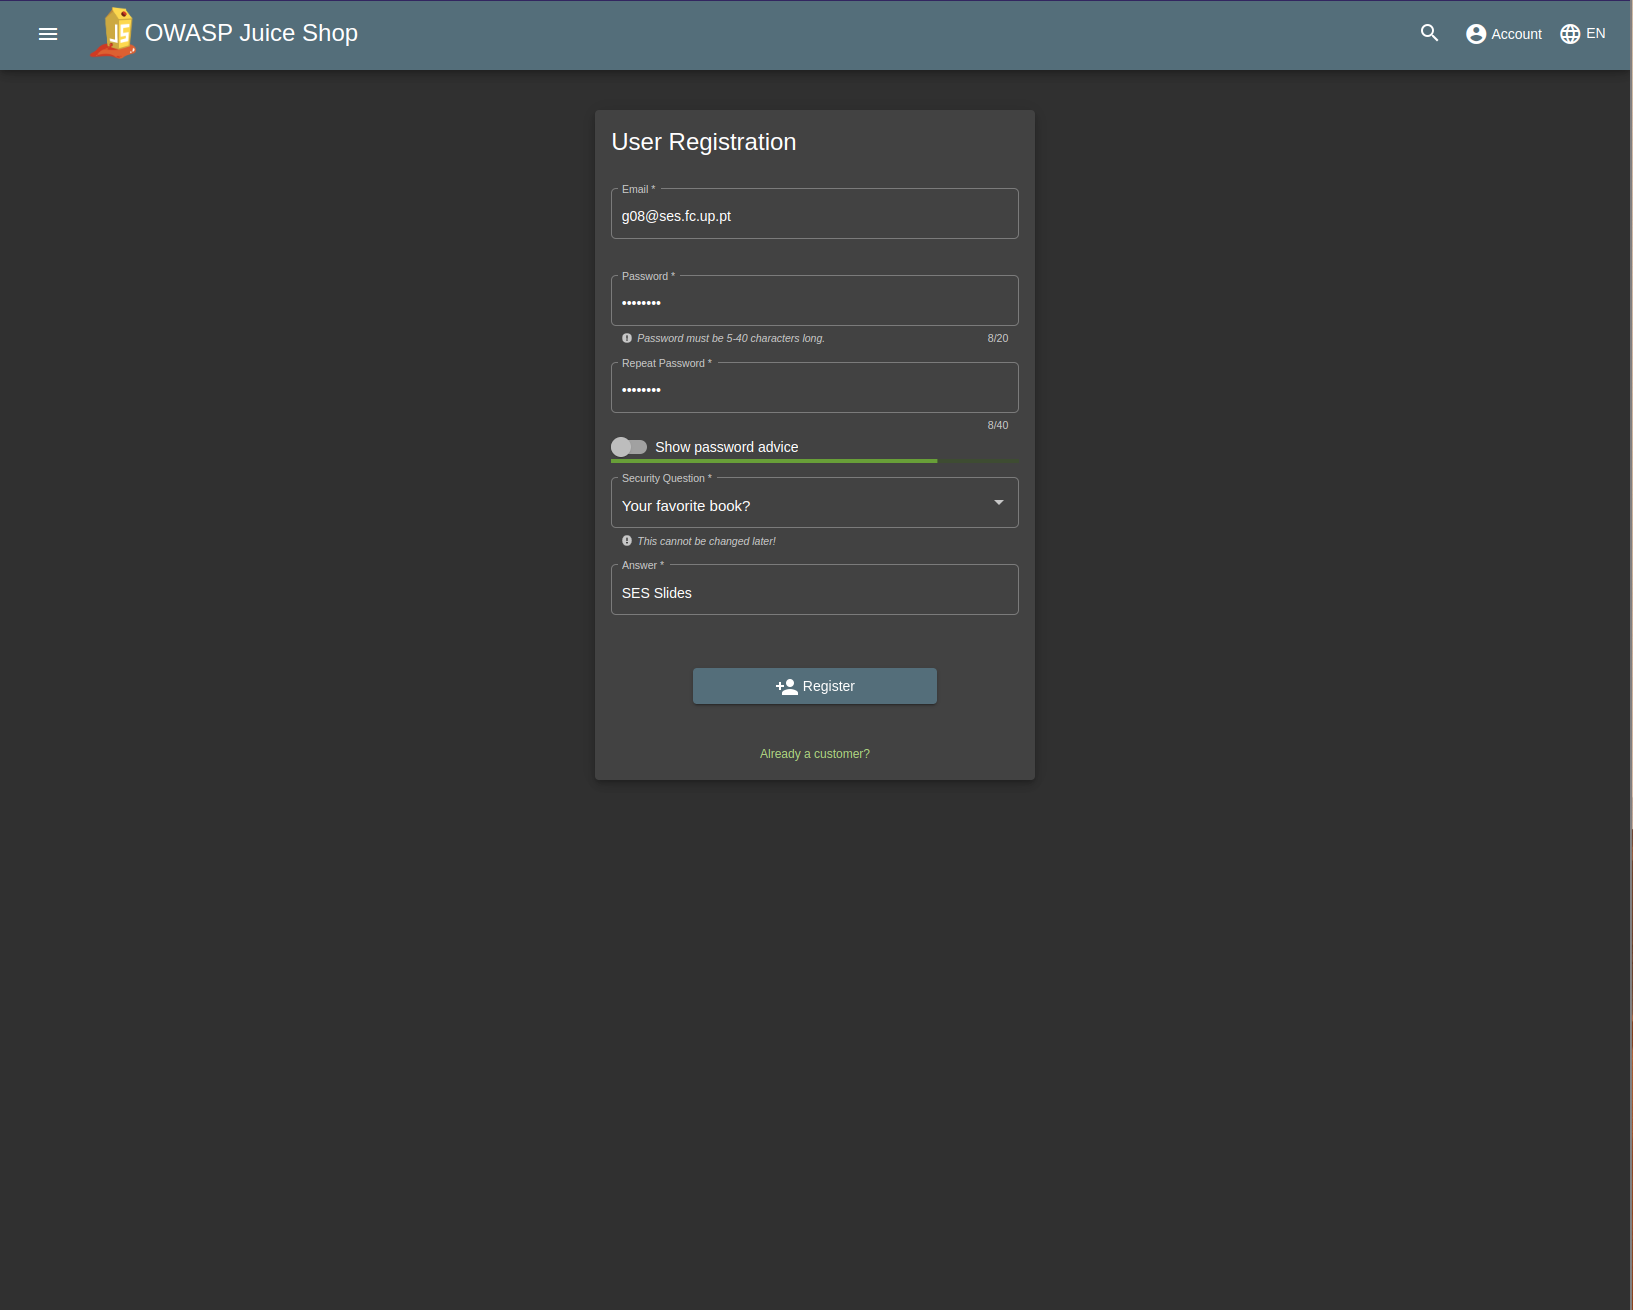 OWASP Juice Shop
Account
EN
User Registration
Email *
g08@ses.fc.up.pt
Password *
••••••••
Password must be 5-40 characters long.
8/20
Repeat Password *
••••••••
8/40
Show password advice
Security Question *
Your favorite book?
This cannot be changed later!
Answer *
SES Slides
Register
Already a customer?